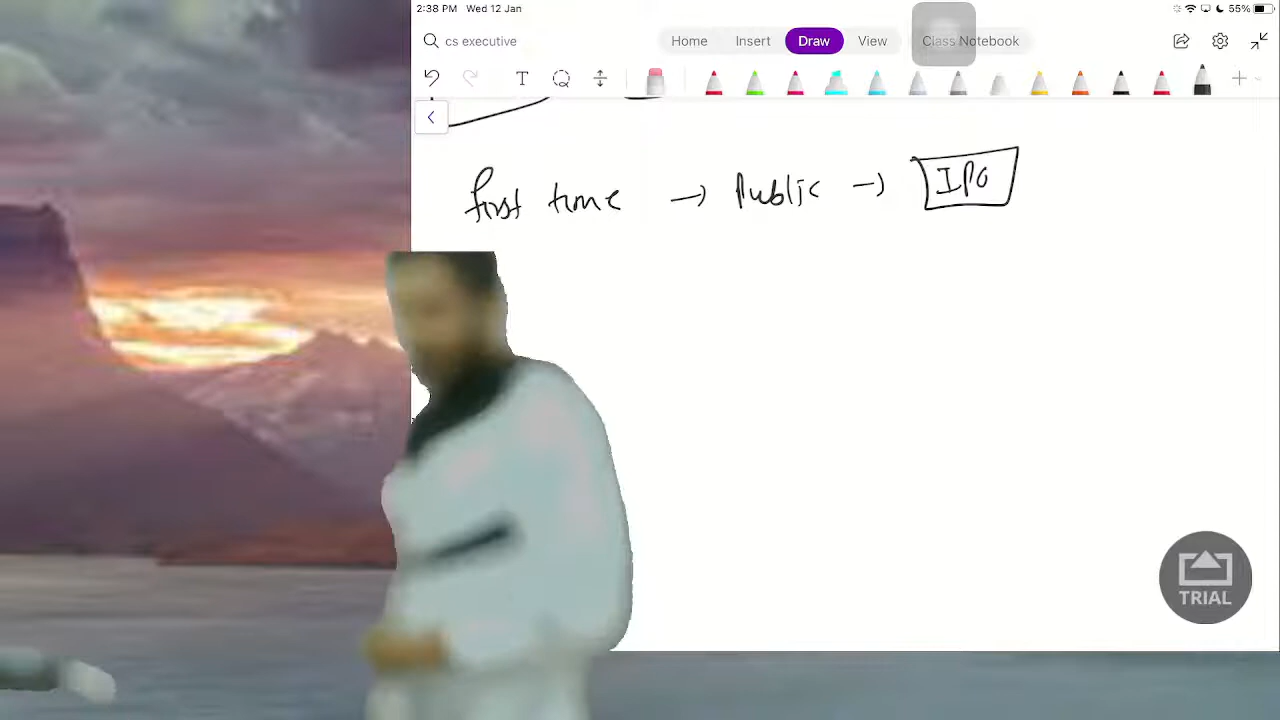 2:38 PM Wed 12 Jan 55%
cs executive Home Insert Draw View Class Notebook
T
first time → Public → IPO
TRIAL